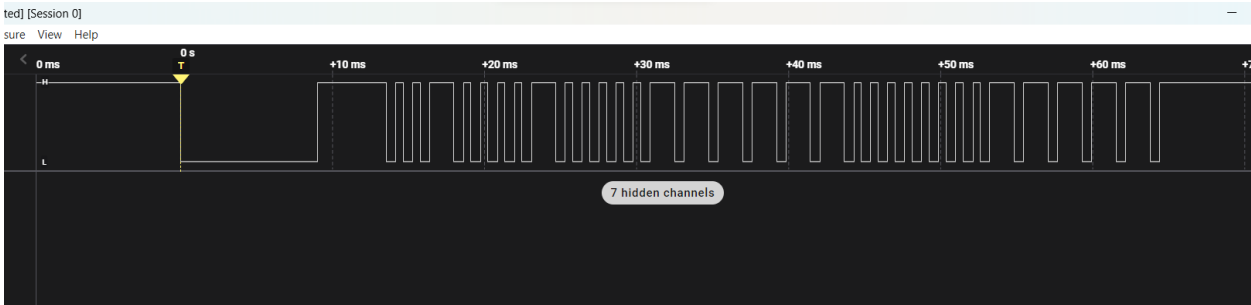 ted] [Session 0]
sure View Help
0 s
0 ms T +10 ms +20 ms +30 ms +40 ms +50 ms +60 ms +7
H
L
7 hidden channels